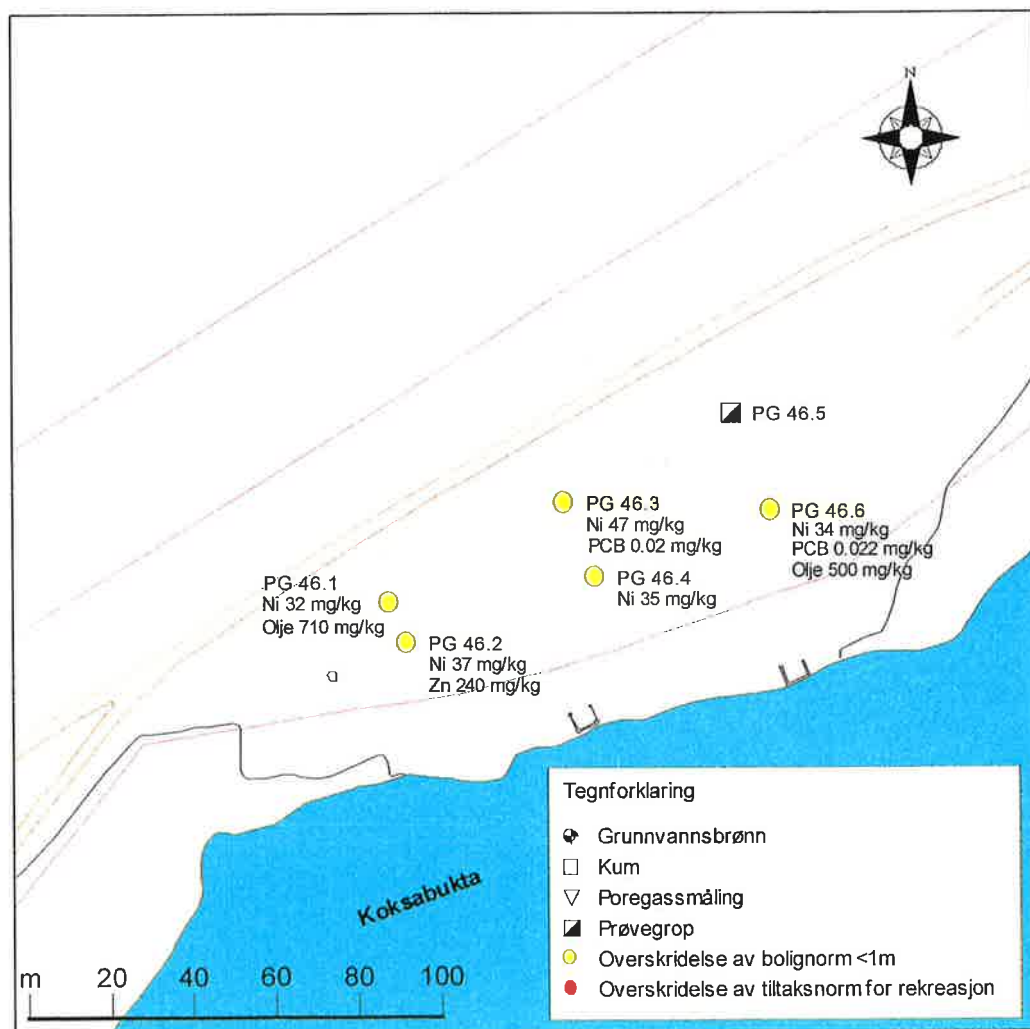 N
PG 46.5
PG 46.3
Ni 47 mg/kg
PCB 0.02 mg/kg
PG 46.6
Ni 34 mg/kg
PCB 0.022 mg/kg
Olje 500 mg/kg
PG 46.4
Ni 35 mg/kg
PG 46.1
Ni 32 mg/kg
Olje 710 mg/kg
PG 46.2
Ni 37 mg/kg
Zn 240 mg/kg
Koksabukta
Tegnforklaring
Grunnvannsbrønn
Kum
Poregassmåling
Prøvegrop
Overskridelse av bolignorm <1m
Overskridelse av tiltaksnorm for rekreasjon
m 20 40 60 80 100